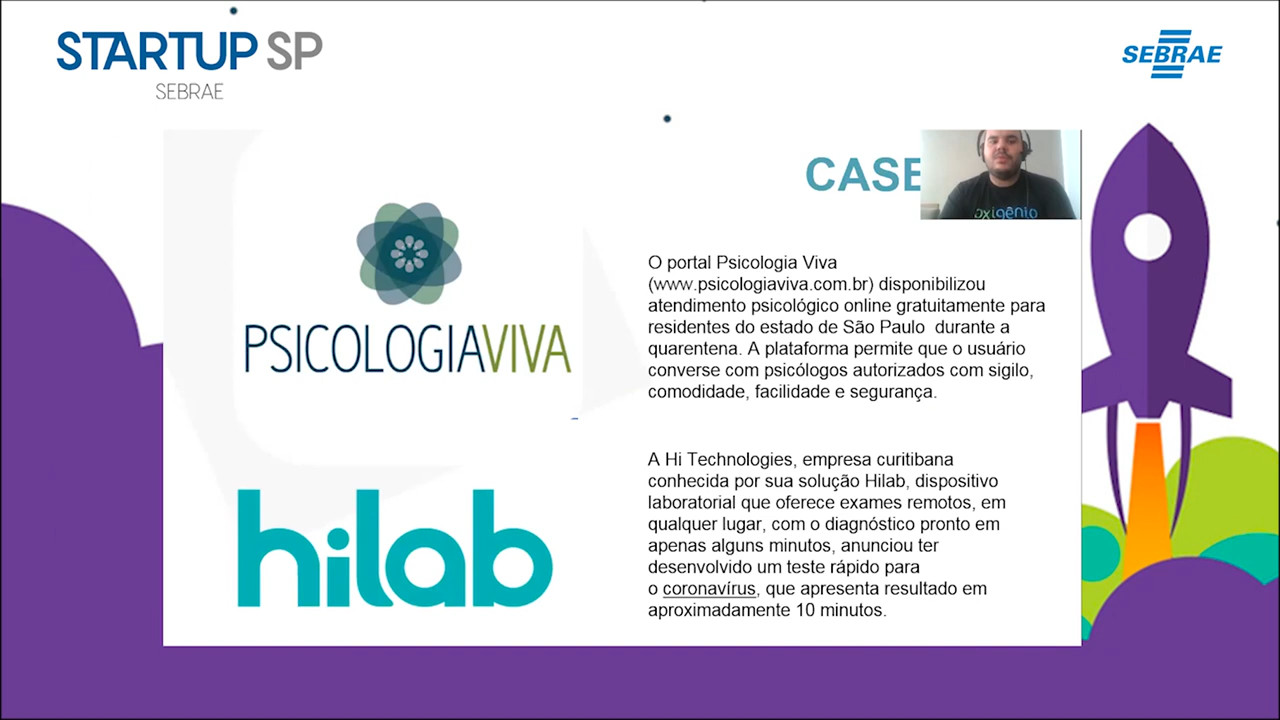 STARTUP SP
SEBRAE
SEBRAE
CASE
oxigênio
PSICOLOGIAVIVA
O portal Psicologia Viva
(www.psicologiaviva.com.br) disponibilizou
atendimento psicológico online gratuitamente para
residentes do estado de São Paulo durante a
quarentena. A plataforma permite que o usuário
converse com psicólogos autorizados com sigilo,
comodidade, facilidade e segurança.
hilab
A Hi Technologies, empresa curitibana
conhecida por sua solução Hilab, dispositivo
laboratorial que oferece exames remotos, em
qualquer lugar, com o diagnóstico pronto em
apenas alguns minutos, anunciou ter
desenvolvido um teste rápido para
o coronavírus, que apresenta resultado em
aproximadamente 10 minutos.